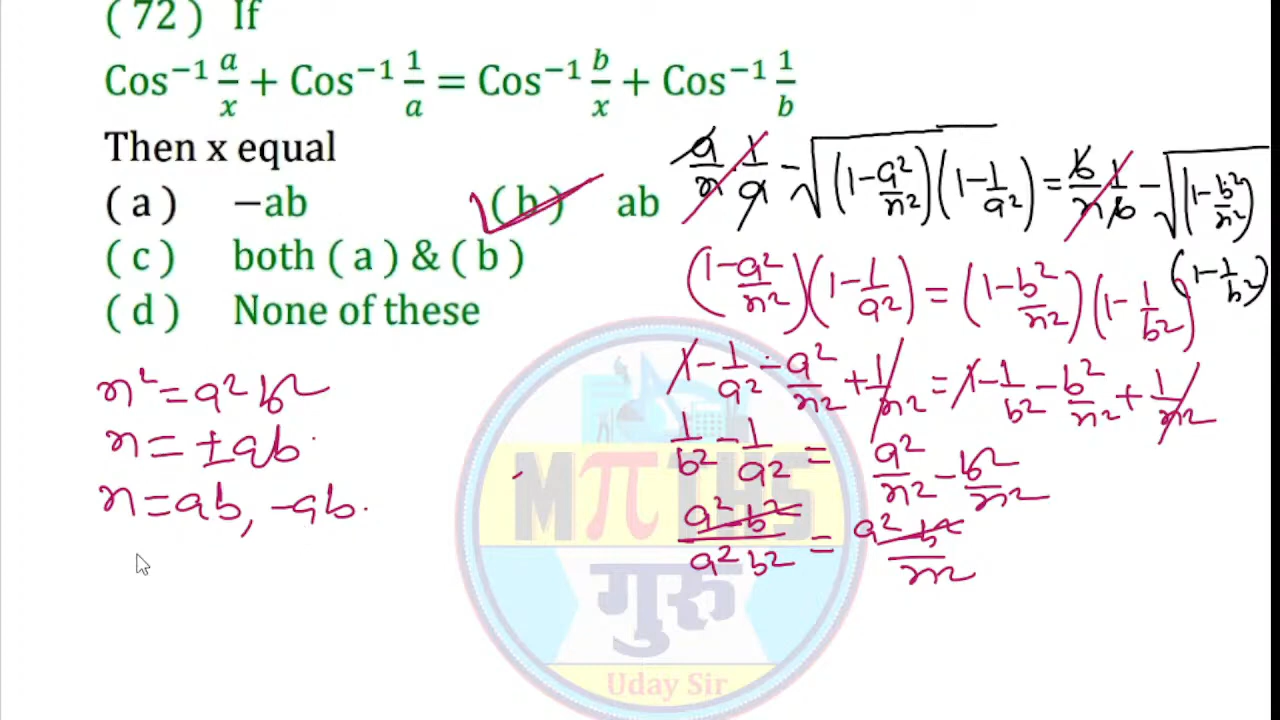 ( 72 ) If
Cos⁻¹ a/x + Cos⁻¹ 1/a = Cos⁻¹ b/x + Cos⁻¹ 1/b
Then x equal
( a ) −ab ( b ) ab
( c ) both ( a ) & ( b )
( d ) None of these
x² = a²b²
x = ±ab.
x = ab, -ab.
a/x · 1/a − √(1-a²/x²)(1-1/a²) = b/x · 1/b − √(1-b²/x²)
(1-1/b²)
(1-a²/x²)(1-1/a²) = (1-b²/x²)(1-1/b²)
1 - 1/a² - a²/x² + 1/x² = 1 - 1/b² - b²/x² + 1/x²
1/b² - 1/a² = a²/x² - b²/x²
a²-b²/a²b² = a²-b²/x²
MπTHS
गुरु
Uday Sir